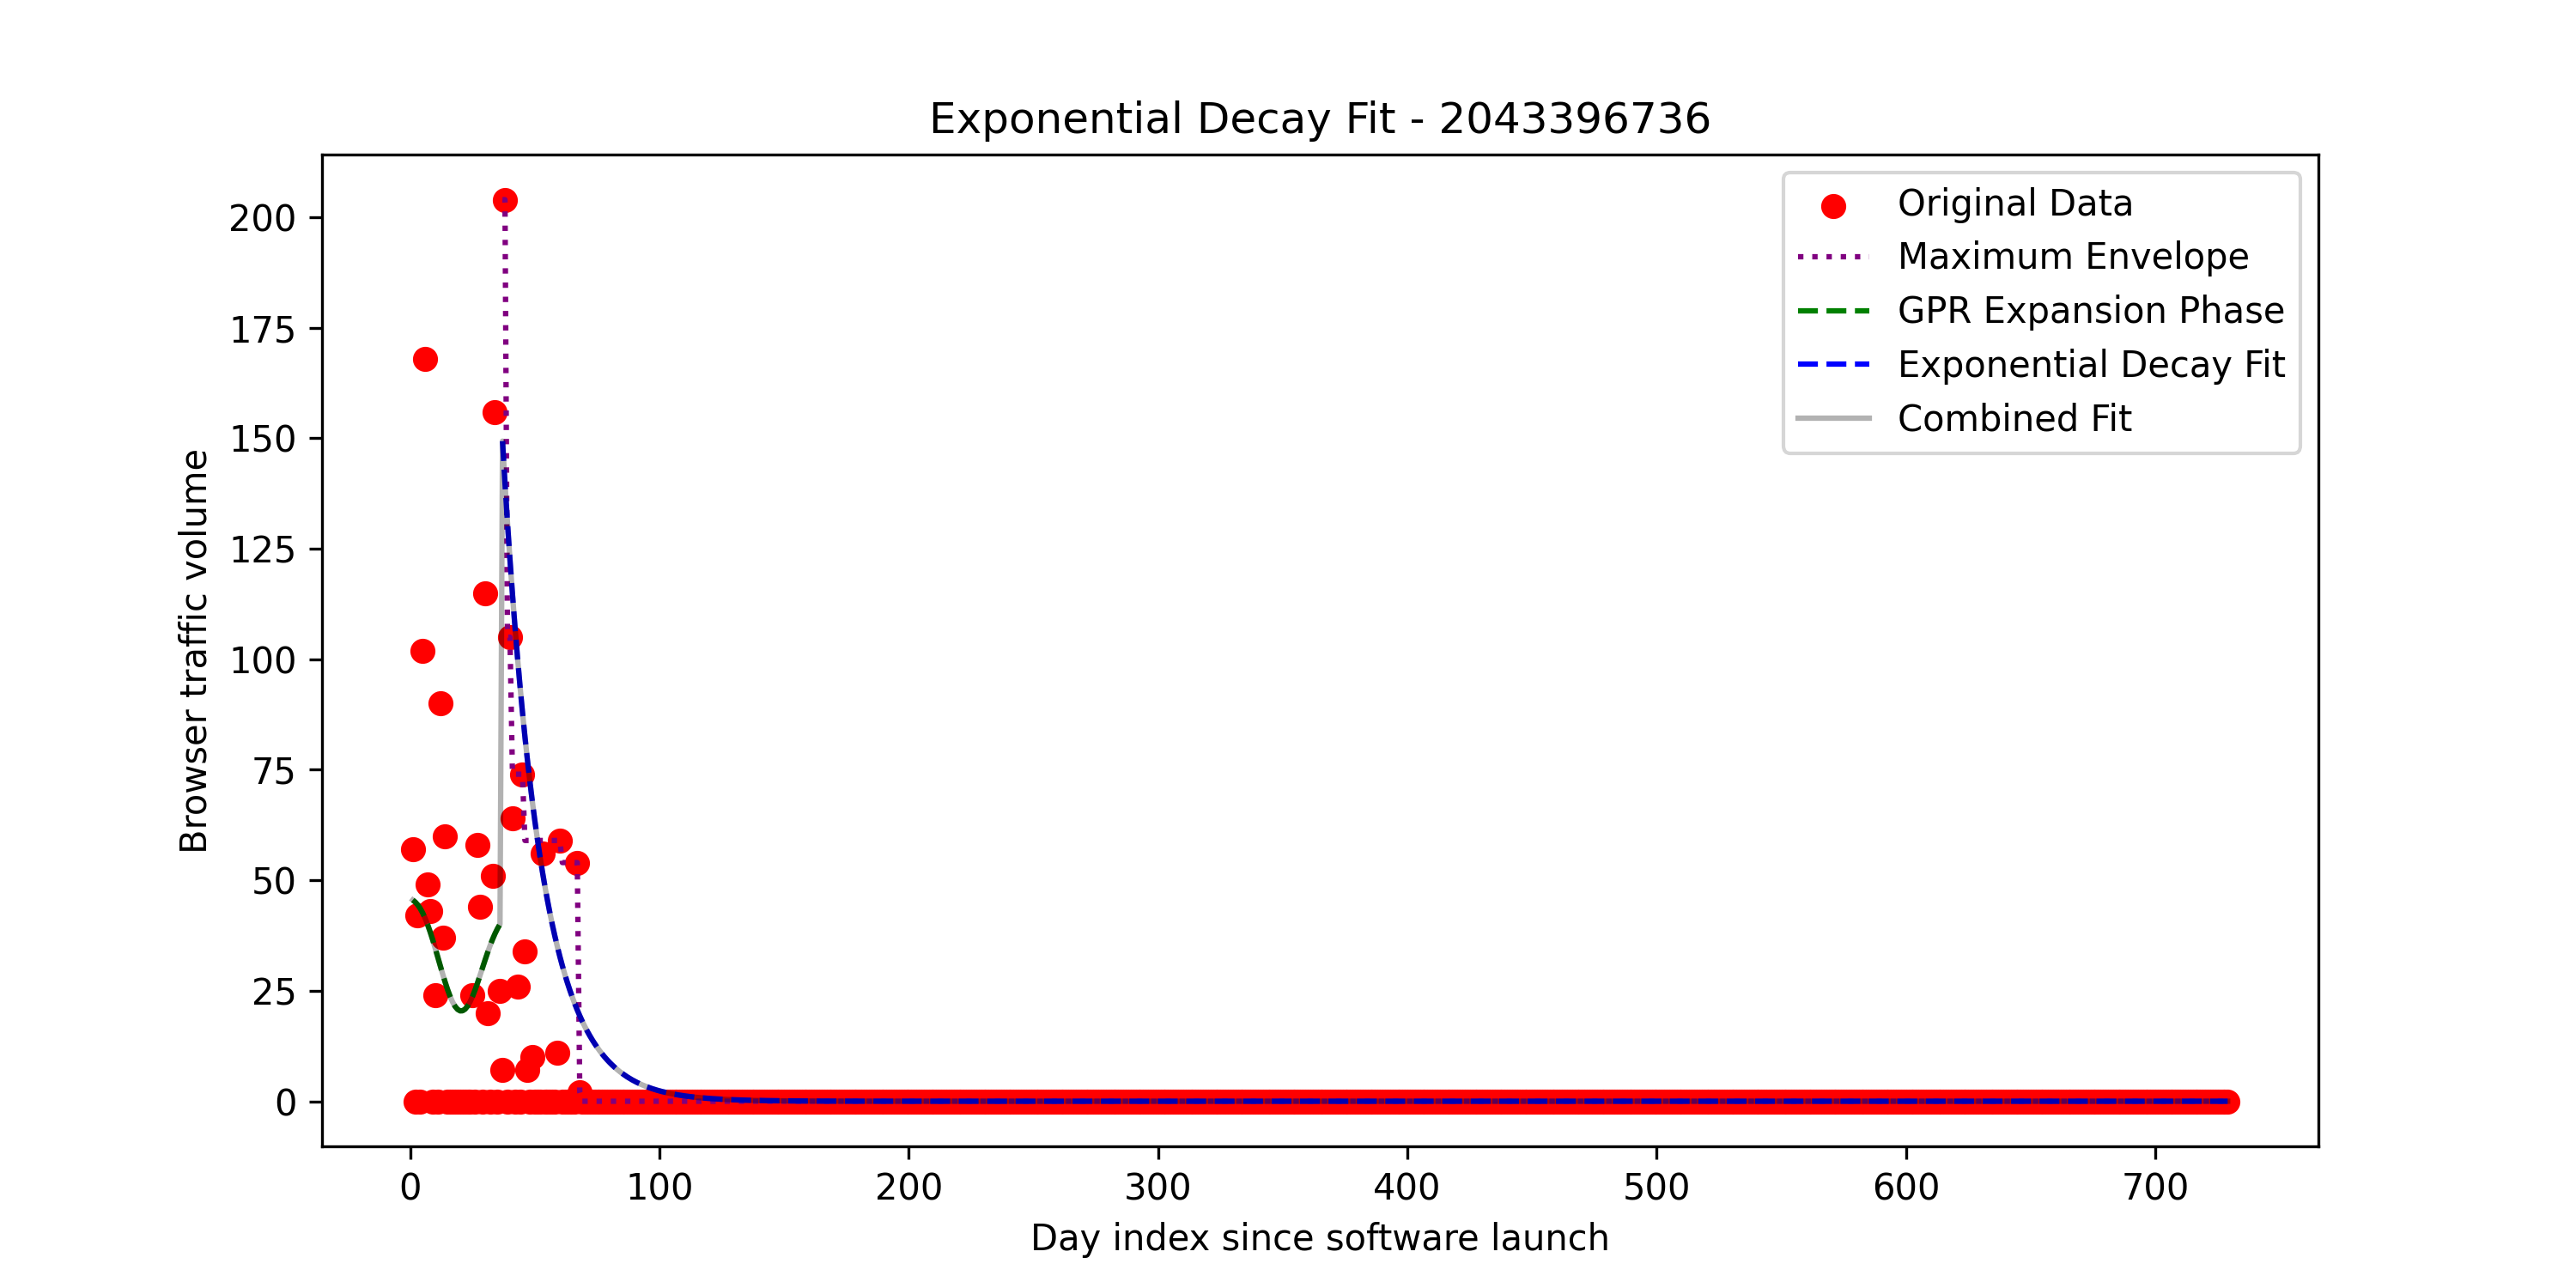 Exponential Decay Fit - 2043396736
Original Data
Maximum Envelope
GPR Expansion Phase
Exponential Decay Fit
Combined Fit
Browser traffic volume
200
175
150
125
100
75
50
25
0
0 100 200 300 400 500 600 700
Day index since software launch